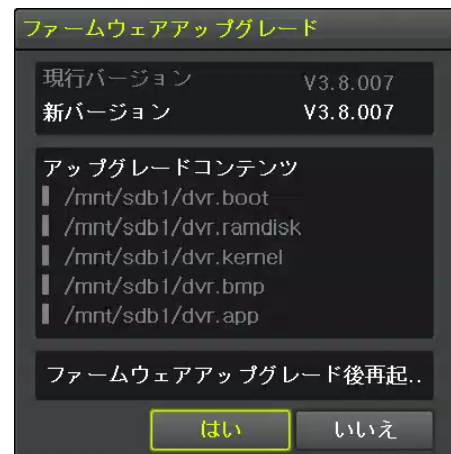 ファームウェアアップグレード
現行バージョン V3.8.007
新バージョン V3.8.007
アップグレードコンテンツ
/mnt/sdb1/dvr.boot
/mnt/sdb1/dvr.ramdisk
/mnt/sdb1/dvr.kernel
/mnt/sdb1/dvr.bmp
/mnt/sdb1/dvr.app
ファームウェアアップグレード後再起..
はい いいえ